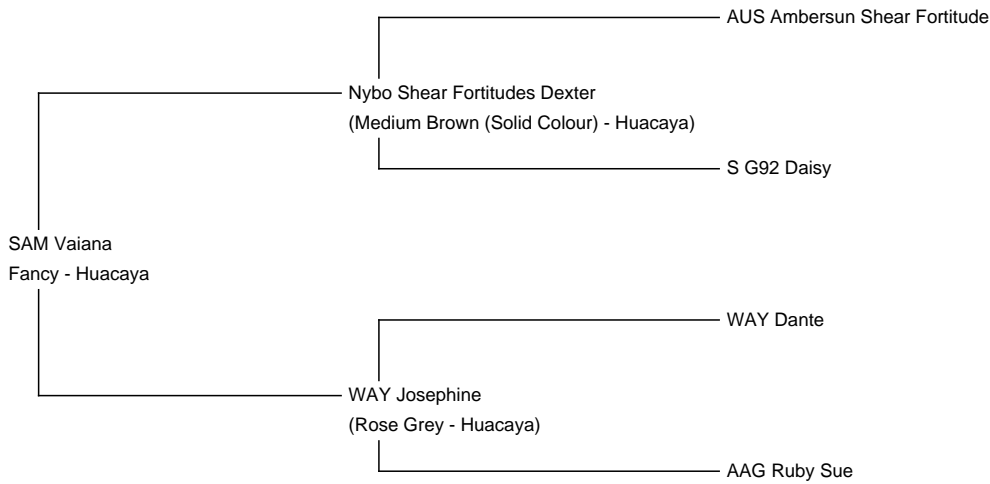 AUS Ambersun Shear Fortitude
Nybo Shear Fortitudes Dexter
(Medium Brown (Solid Colour) - Huacaya)
S G92 Daisy
SAM Vaiana
Fancy - Huacaya
WAY Dante
WAY Josephine
(Rose Grey - Huacaya)
AAG Ruby Sue